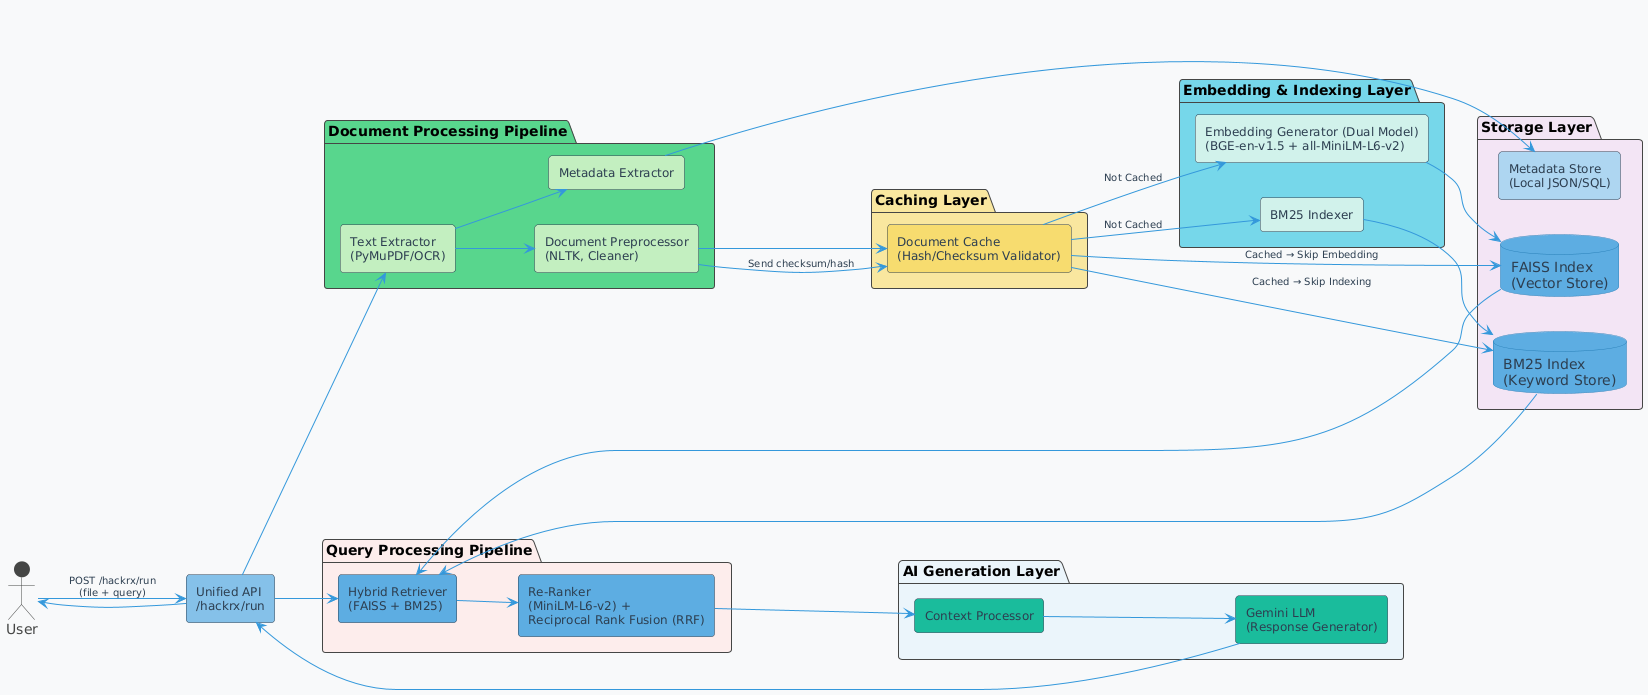 Embedding & Indexing Layer
Embedding Generator (Dual Model)
(BGE-en-v1.5 + all-MiniLM-L6-v2)
BM25 Indexer
Storage Layer
Metadata Store
(Local JSON/SQL)
FAISS Index
(Vector Store)
BM25 Index
(Keyword Store)
Document Processing Pipeline
Metadata Extractor
Text Extractor
(PyMuPDF/OCR)
Document Preprocessor
(NLTK, Cleaner)
Send checksum/hash
Caching Layer
Document Cache
(Hash/Checksum Validator)
Not Cached
Not Cached
Cached → Skip Embedding
Cached → Skip Indexing
User
POST /hackrx/run
(file + query)
Unified API
/hackrx/run
Query Processing Pipeline
Hybrid Retriever
(FAISS + BM25)
Re-Ranker
(MiniLM-L6-v2) +
Reciprocal Rank Fusion (RRF)
AI Generation Layer
Context Processor
Gemini LLM
(Response Generator)